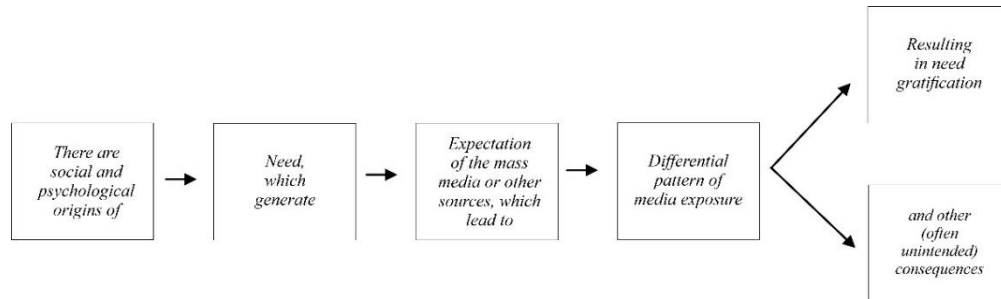 There are
social and
psychological
origins of
Need,
which
generate
Expectation
of the mass
media or other
sources, which
lead to
Differential
pattern of
media exposure
Resulting
in need
gratification
and other
(often
unintended)
consequences